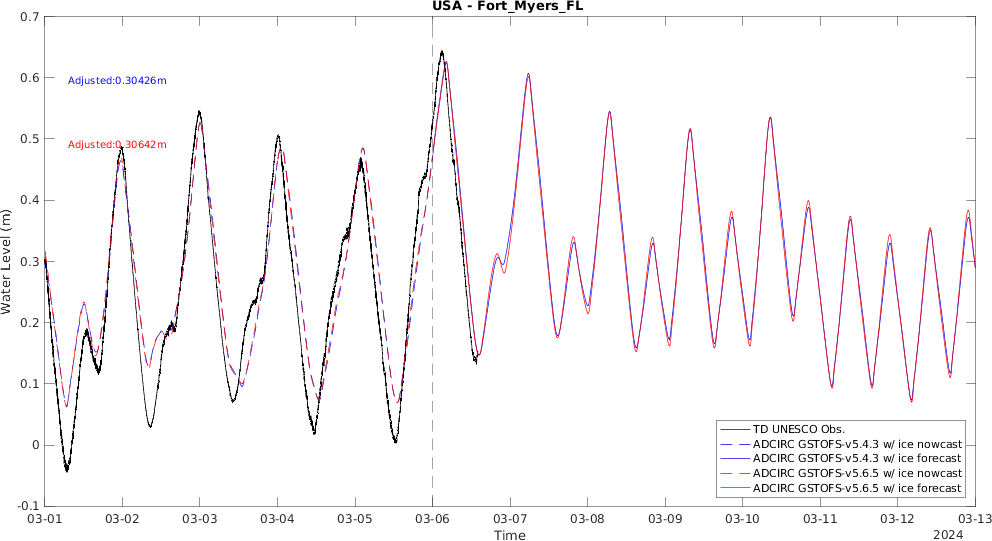 USA - Fort_Myers_FL
0.7
0.6
0.5
0.4
0.3
0.2
0.1
0
-0.1
Water Level (m)
Adjusted:0.30426m
Adjusted:0.30642m
TD UNESCO Obs.
ADCIRC GSTOFS-v5.4.3 w/ ice nowcast
ADCIRC GSTOFS-v5.4.3 w/ ice forecast
ADCIRC GSTOFS-v5.6.5 w/ ice nowcast
ADCIRC GSTOFS-v5.6.5 w/ ice forecast
03-01 03-02 03-03 03-04 03-05 03-06 03-07 03-08 03-09 03-10 03-11 03-12 03-13
Time
2024